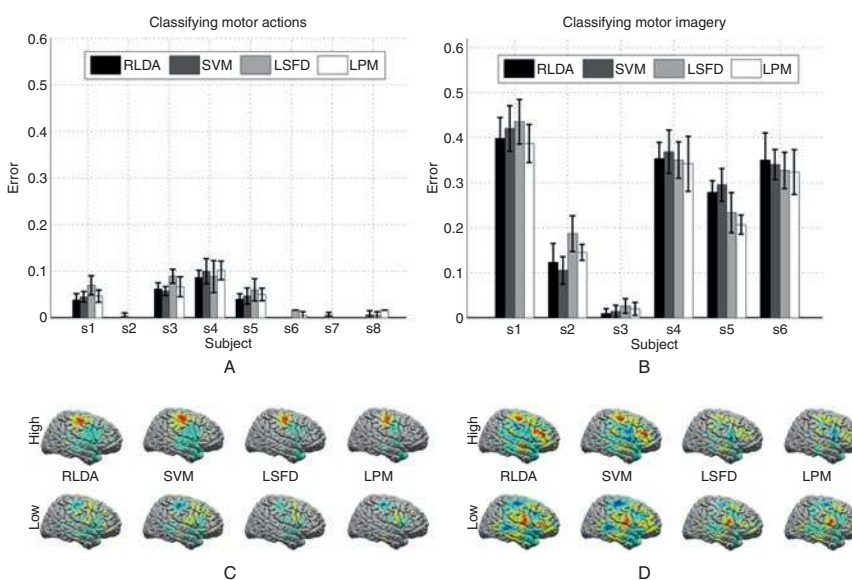 Classifying motor actions
0.6
RLDA SVM LSFD LPM
0.5
0.4
Error
0.3
0.2
0.1
0
s1 s2 s3 s4 s5 s6 s7 s8
Subject
A
Classifying motor imagery
0.6
RLDA SVM LSFD LPM
0.5
0.4
Error
0.3
0.2
0.1
0
s1 s2 s3 s4 s5 s6
Subject
B
High
RLDA SVM LSFD LPM
Low
C
High
RLDA SVM LSFD LPM
Low
D